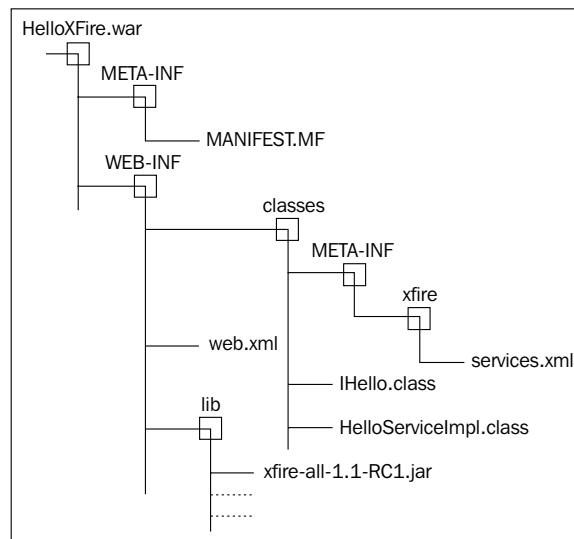 HelloXFire.war
META-INF
MANIFEST.MF
WEB-INF
classes
META-INF
xfire
services.xml
web.xml
IHello.class
lib
HelloServiceImpl.class
xfire-all-1.1-RC1.jar